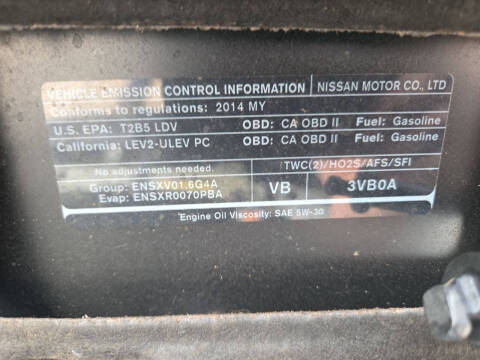 VEHICLE EMISSION CONTROL INFORMATION NISSAN MOTOR CO., LTD
Conforms to regulations: 2014 MY
U.S. EPA: T2B5 LDV OBD: CA OBD II Fuel: Gasoline
California: LEV2-ULEV PC OBD: CA OBD II Fuel: Gasoline
No adjustments needed. TWC(2)/HO2S/AFS/SFI
Group: ENSXV01.6G4A VB 3VB0A
Evap: ENSXR0070PBA
Engine Oil Viscosity: SAE 5W-30